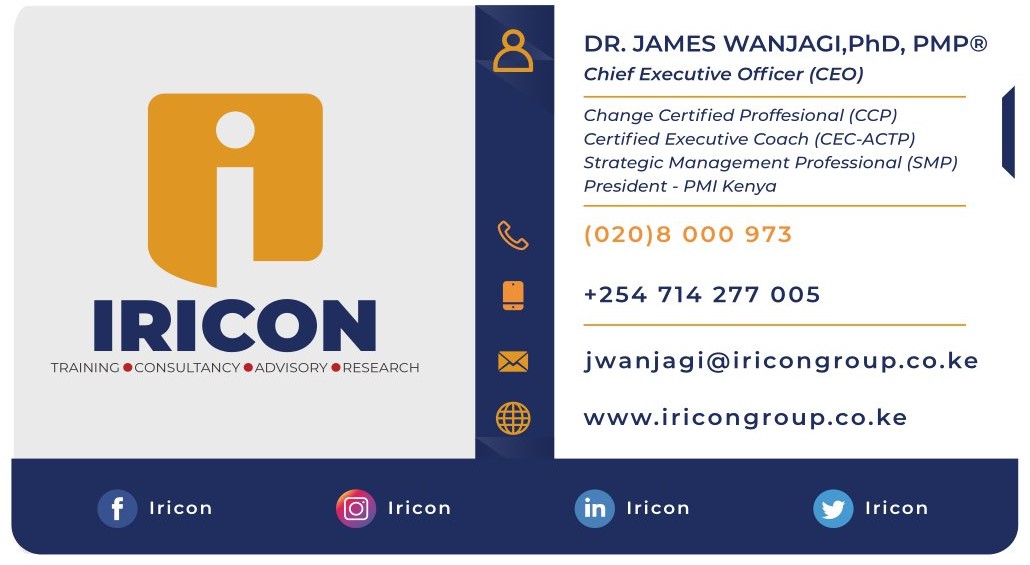 IRICON
TRAINING ● CONSULTANCY ● ADVISORY ● RESEARCH
DR. JAMES WANJAGI,PhD, PMP®
Chief Executive Officer (CEO)
Change Certified Proffesional (CCP)
Certified Executive Coach (CEC-ACTP)
Strategic Management Professional (SMP)
President - PMI Kenya
(020)8 000 973
+254 714 277 005
jwanjagi@iricongroup.co.ke
www.iricongroup.co.ke
Iricon
Iricon
Iricon
Iricon